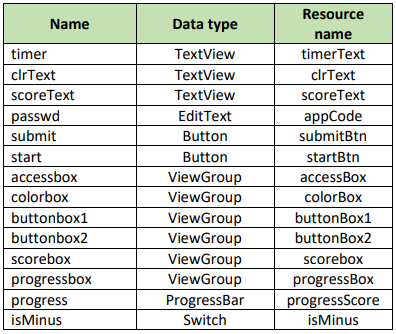 Name Data type Resource name
timer TextView timerText
clrText TextView clrText
scoreText TextView scoreText
passwd EditText appCode
submit Button submitBtn
start Button startBtn
accessbox ViewGroup accessBox
colorbox ViewGroup colorBox
buttonbox1 ViewGroup buttonBox1
buttonbox2 ViewGroup buttonBox2
scorebox ViewGroup scorebox
progressbox ViewGroup progressBox
progress ProgressBar progressScore
isMinus Switch isMinus